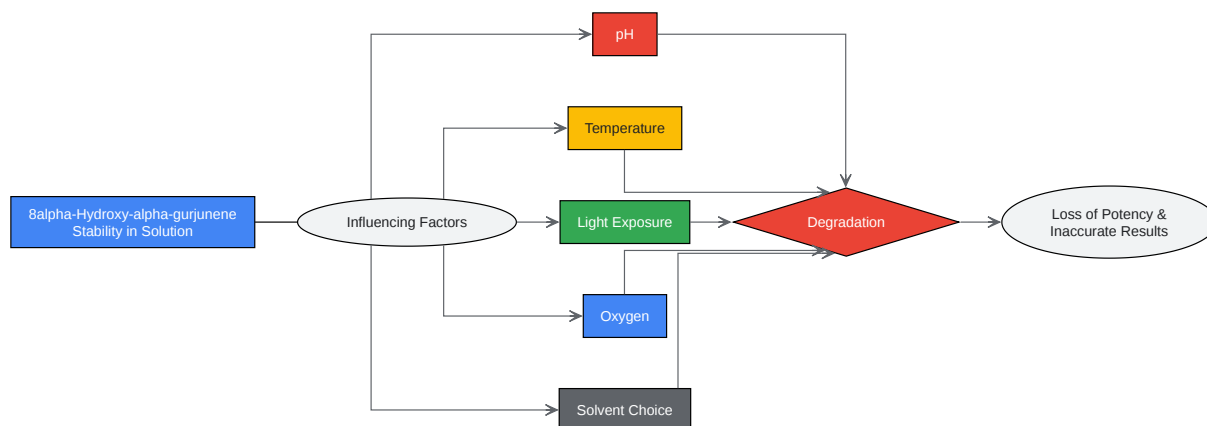 8alpha-Hydroxy-alpha-gurjunene
Stability in Solution
Influencing Factors
pH
Temperature
Light Exposure
Oxygen
Solvent Choice
Degradation
Loss of Potency &
Inaccurate Results